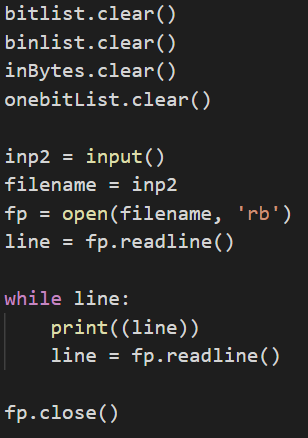 bitlist.clear()
binlist.clear()
inBytes.clear()
onebitList.clear()
inp2 = input()
filename = inp2
fp = open(filename, 'rb')
line = fp.readline()
while line:
    print((line))
    line = fp.readline()
fp.close()